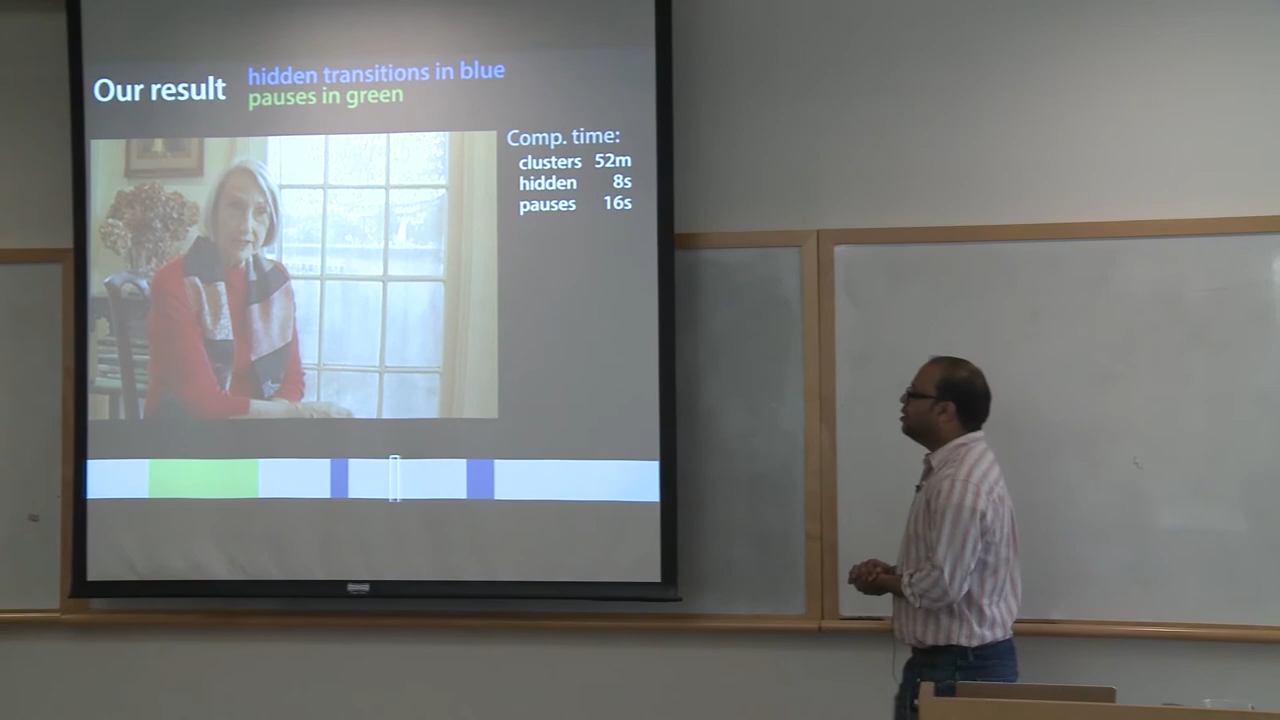 Our result
hidden transitions in blue
pauses in green
Comp. time:
clusters 52m
hidden 8s
pauses 16s